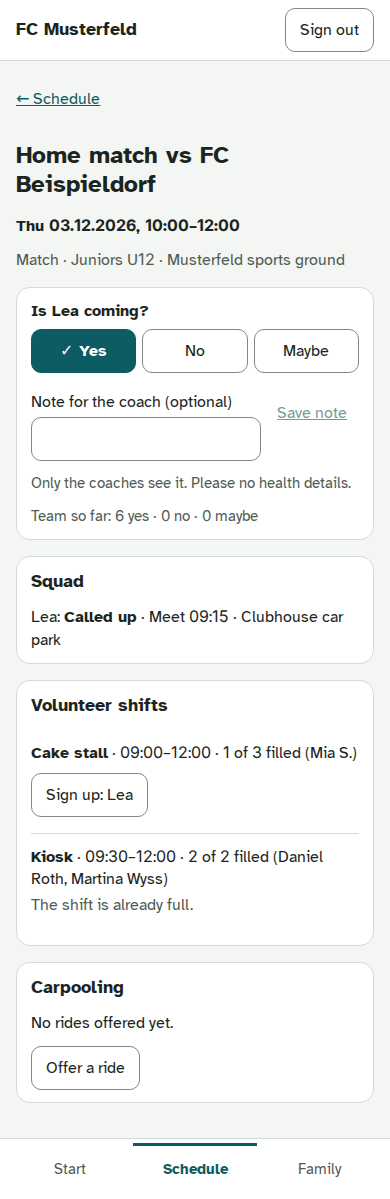 FC Musterfeld
Sign out
← Schedule
Home match vs FC
Beispieldorf
Thu 03.12.2026, 10:00–12:00
Match · Juniors U12 · Musterfeld sports ground
Is Lea coming?
✓ Yes
No
Maybe
Note for the coach (optional)
Save note
Only the coaches see it. Please no health details.
Team so far: 6 yes · 0 no · 0 maybe
Squad
Lea: Called up · Meet 09:15 · Clubhouse car
park
Volunteer shifts
Cake stall · 09:00–12:00 · 1 of 3 filled (Mia S.)
Sign up: Lea
Kiosk · 09:30–12:00 · 2 of 2 filled (Daniel
Roth, Martina Wyss)
The shift is already full.
Carpooling
No rides offered yet.
Offer a ride
Start
Schedule
Family